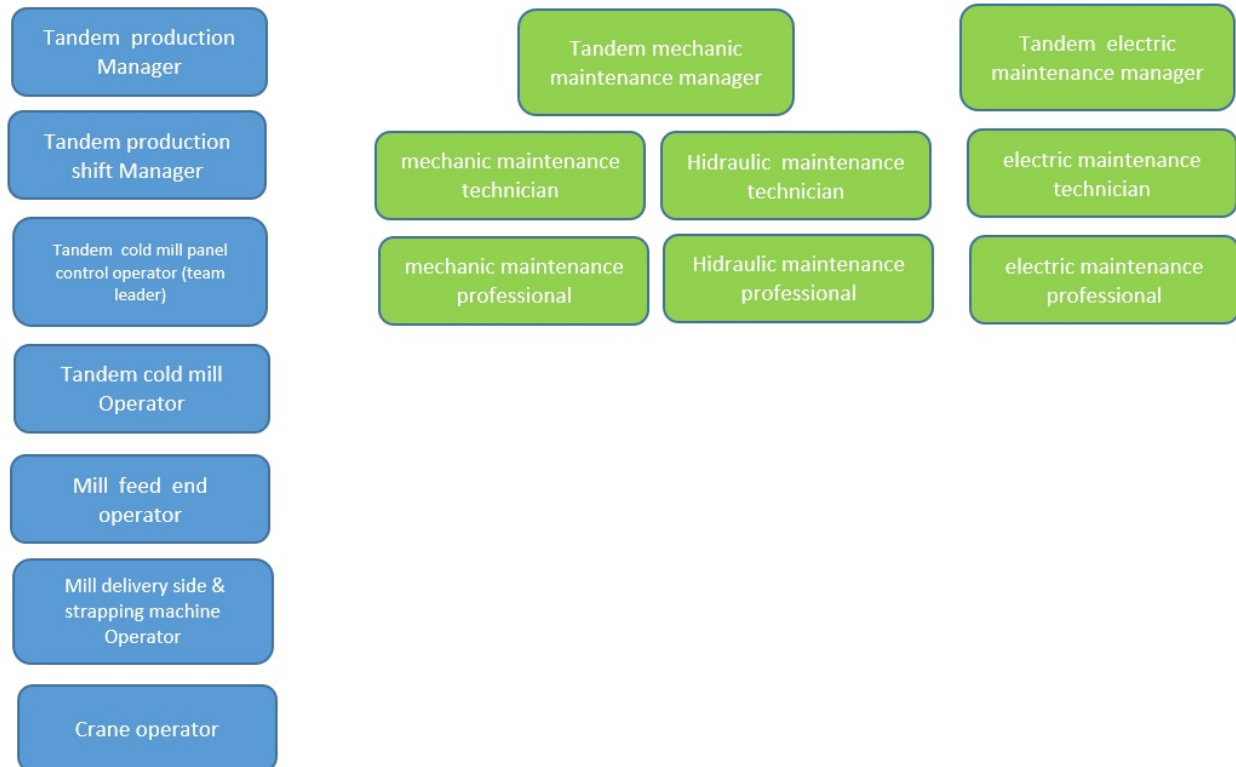 Tandem production
Manager
Tandem production
shift Manager
Tandem cold mill panel
control operator (team
leader)
Tandem cold mill
Operator
Mill feed end
operator
Mill delivery side &
strapping machine
Operator
Crane operator
Tandem mechanic
maintenance manager
mechanic maintenance
technician
Hidraulic maintenance
technician
mechanic maintenance
professional
Hidraulic maintenance
professional
Tandem electric
maintenance manager
electric maintenance
technician
electric maintenance
professional